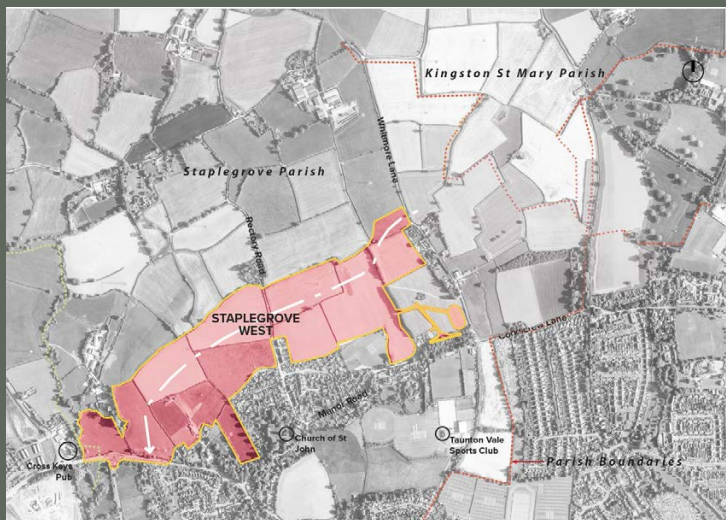 Kingston St Mary Parish
Whitmore Lane
Staplegrove Parish
Rectory Road
STAPLEGROVE
WEST
Corkscrew Lane
Manor Road
Church of St
John
Taunton Vale
Sports Club
Cross Keys
Pub
Parish Boundaries